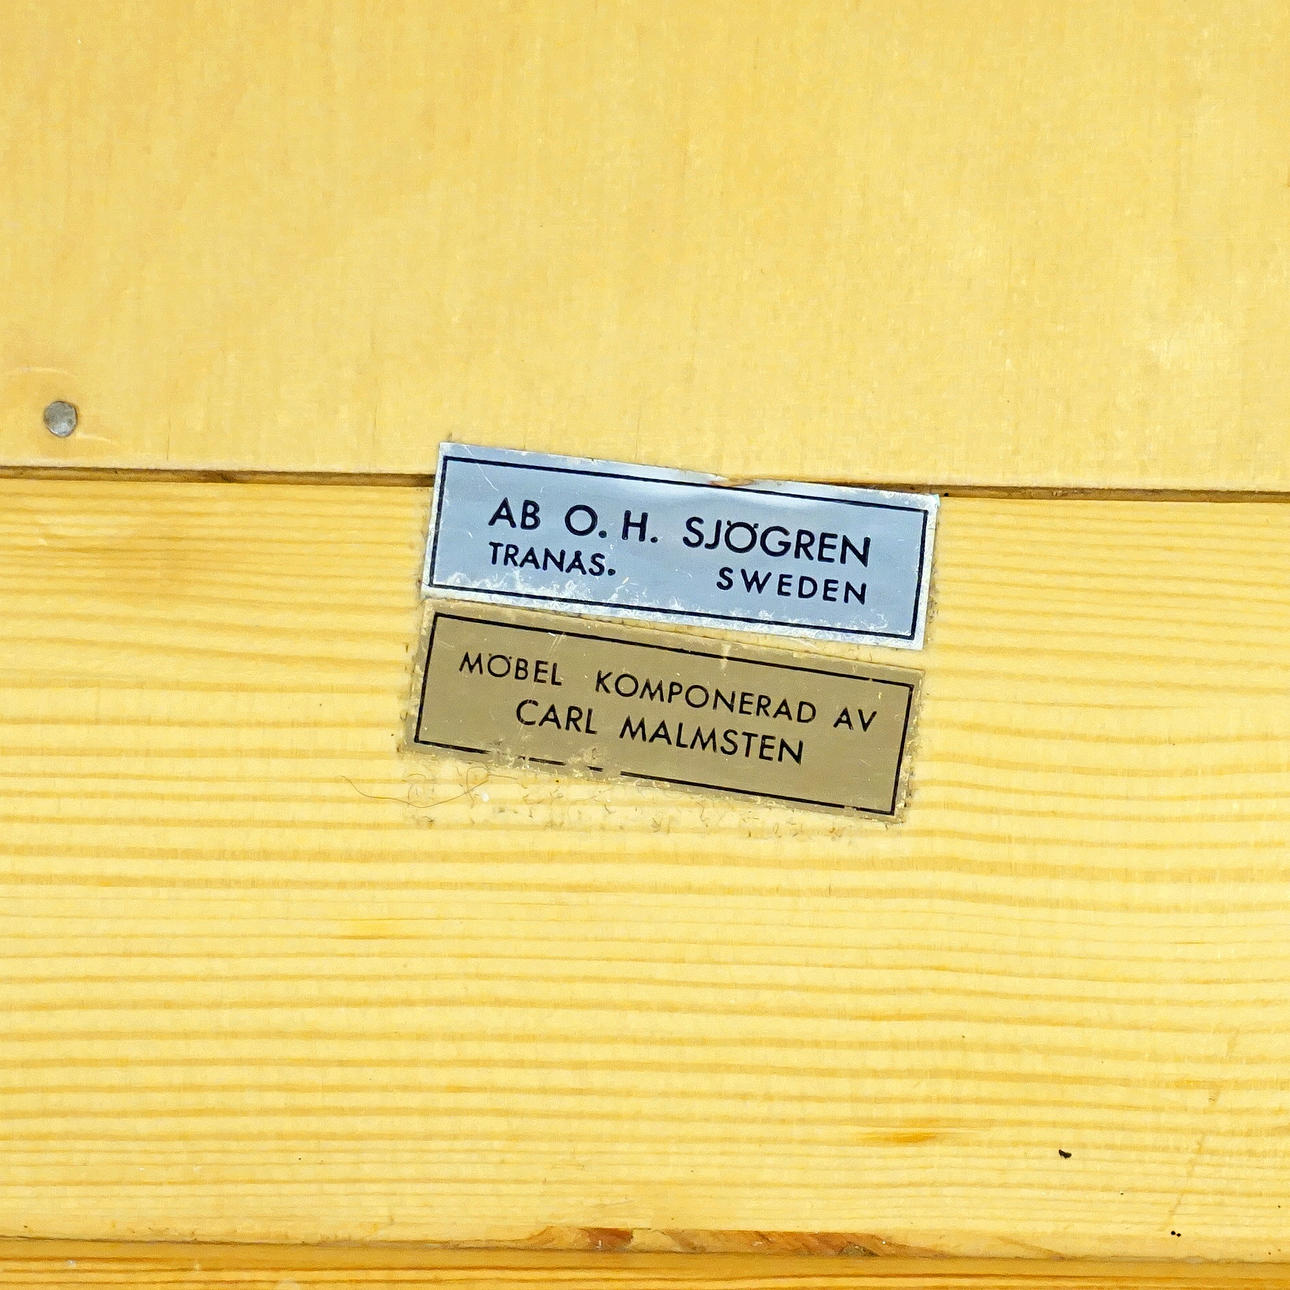 AB O. H. SJÖGREN
TRANÅS. SWEDEN
MÖBEL KOMPONERAD AV
CARL MALMSTEN